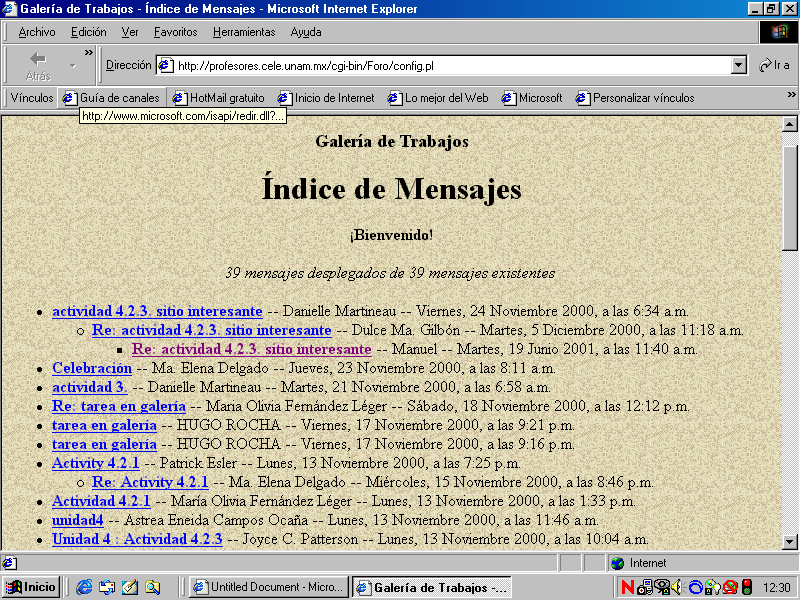 Galería de Trabajos - Índice de Mensajes - Microsoft Internet Explorer
Archivo Edición Ver Favoritos Herramientas Ayuda
Atrás » Dirección http://profesores.cele.unam.mx/cgi-bin/Foro/config.pl Ir a
Vínculos Guía de canales HotMail gratuito Inicio de Internet Lo mejor del Web Microsoft Personalizar vínculos »
http://www.microsoft.com/isapi/redir.dll?...
Galería de Trabajos
Índice de Mensajes
¡Bienvenido!
39 mensajes desplegados de 39 mensajes existentes
actividad 4.2.3. sitio interesante -- Danielle Martineau -- Viernes, 24 Noviembre 2000, a las 6:34 a.m.
Re: actividad 4.2.3. sitio interesante -- Dulce Ma. Gilbón -- Martes, 5 Diciembre 2000, a las 11:18 a.m.
Re: actividad 4.2.3. sitio interesante -- Manuel -- Martes, 19 Junio 2001, a las 11:40 a.m.
Celebración -- Ma. Elena Delgado -- Jueves, 23 Noviembre 2000, a las 8:11 a.m.
actividad 3. -- Danielle Martineau -- Martes, 21 Noviembre 2000, a las 6:58 a.m.
Re: tarea en galería -- Maria Olivia Fernández Léger -- Sábado, 18 Noviembre 2000, a las 12:12 p.m.
tarea en galería -- HUGO ROCHA -- Viernes, 17 Noviembre 2000, a las 9:21 p.m.
tarea en galería -- HUGO ROCHA -- Viernes, 17 Noviembre 2000, a las 9:16 p.m.
Activity 4.2.1 -- Patrick Esler -- Lunes, 13 Noviembre 2000, a las 7:25 p.m.
Re: Activity 4.2.1 -- Ma. Elena Delgado -- Miércoles, 15 Noviembre 2000, a las 8:46 p.m.
Actividad 4.2.1 -- María Olivia Fernández Léger -- Lunes, 13 Noviembre 2000, a las 1:33 p.m.
unidad4 -- Astrea Eneida Campos Ocaña -- Lunes, 13 Noviembre 2000, a las 11:46 a.m.
Unidad 4 : Actividad 4.2.3 -- Joyce C. Patterson -- Lunes, 13 Noviembre 2000, a las 10:04 a.m.
Internet
Inicio Untitled Document - Micro... Galería de Trabajos -... N 12:30